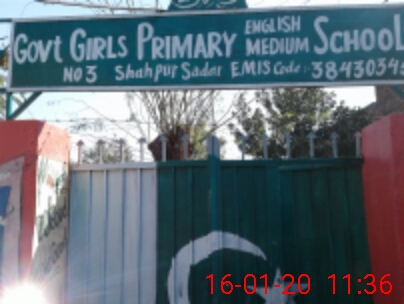 GOVT GIRLS PRIMARY ENGLISH MEDIUM SCHOOL
NO 3 Shahpur Sadar EMIS Code: 38430345
16-01-20 11:36